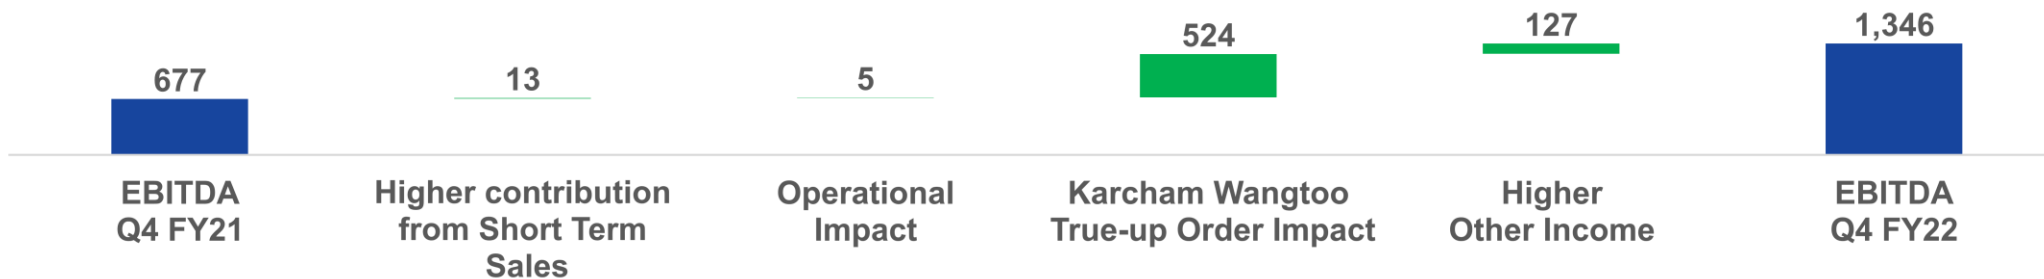 677
13
5
524
127
1,346
EBITDA
Q4 FY21
Higher contribution
from Short Term
Sales
Operational
Impact
Karcham Wangtoo
True-up Order Impact
Higher
Other Income
EBITDA
Q4 FY22